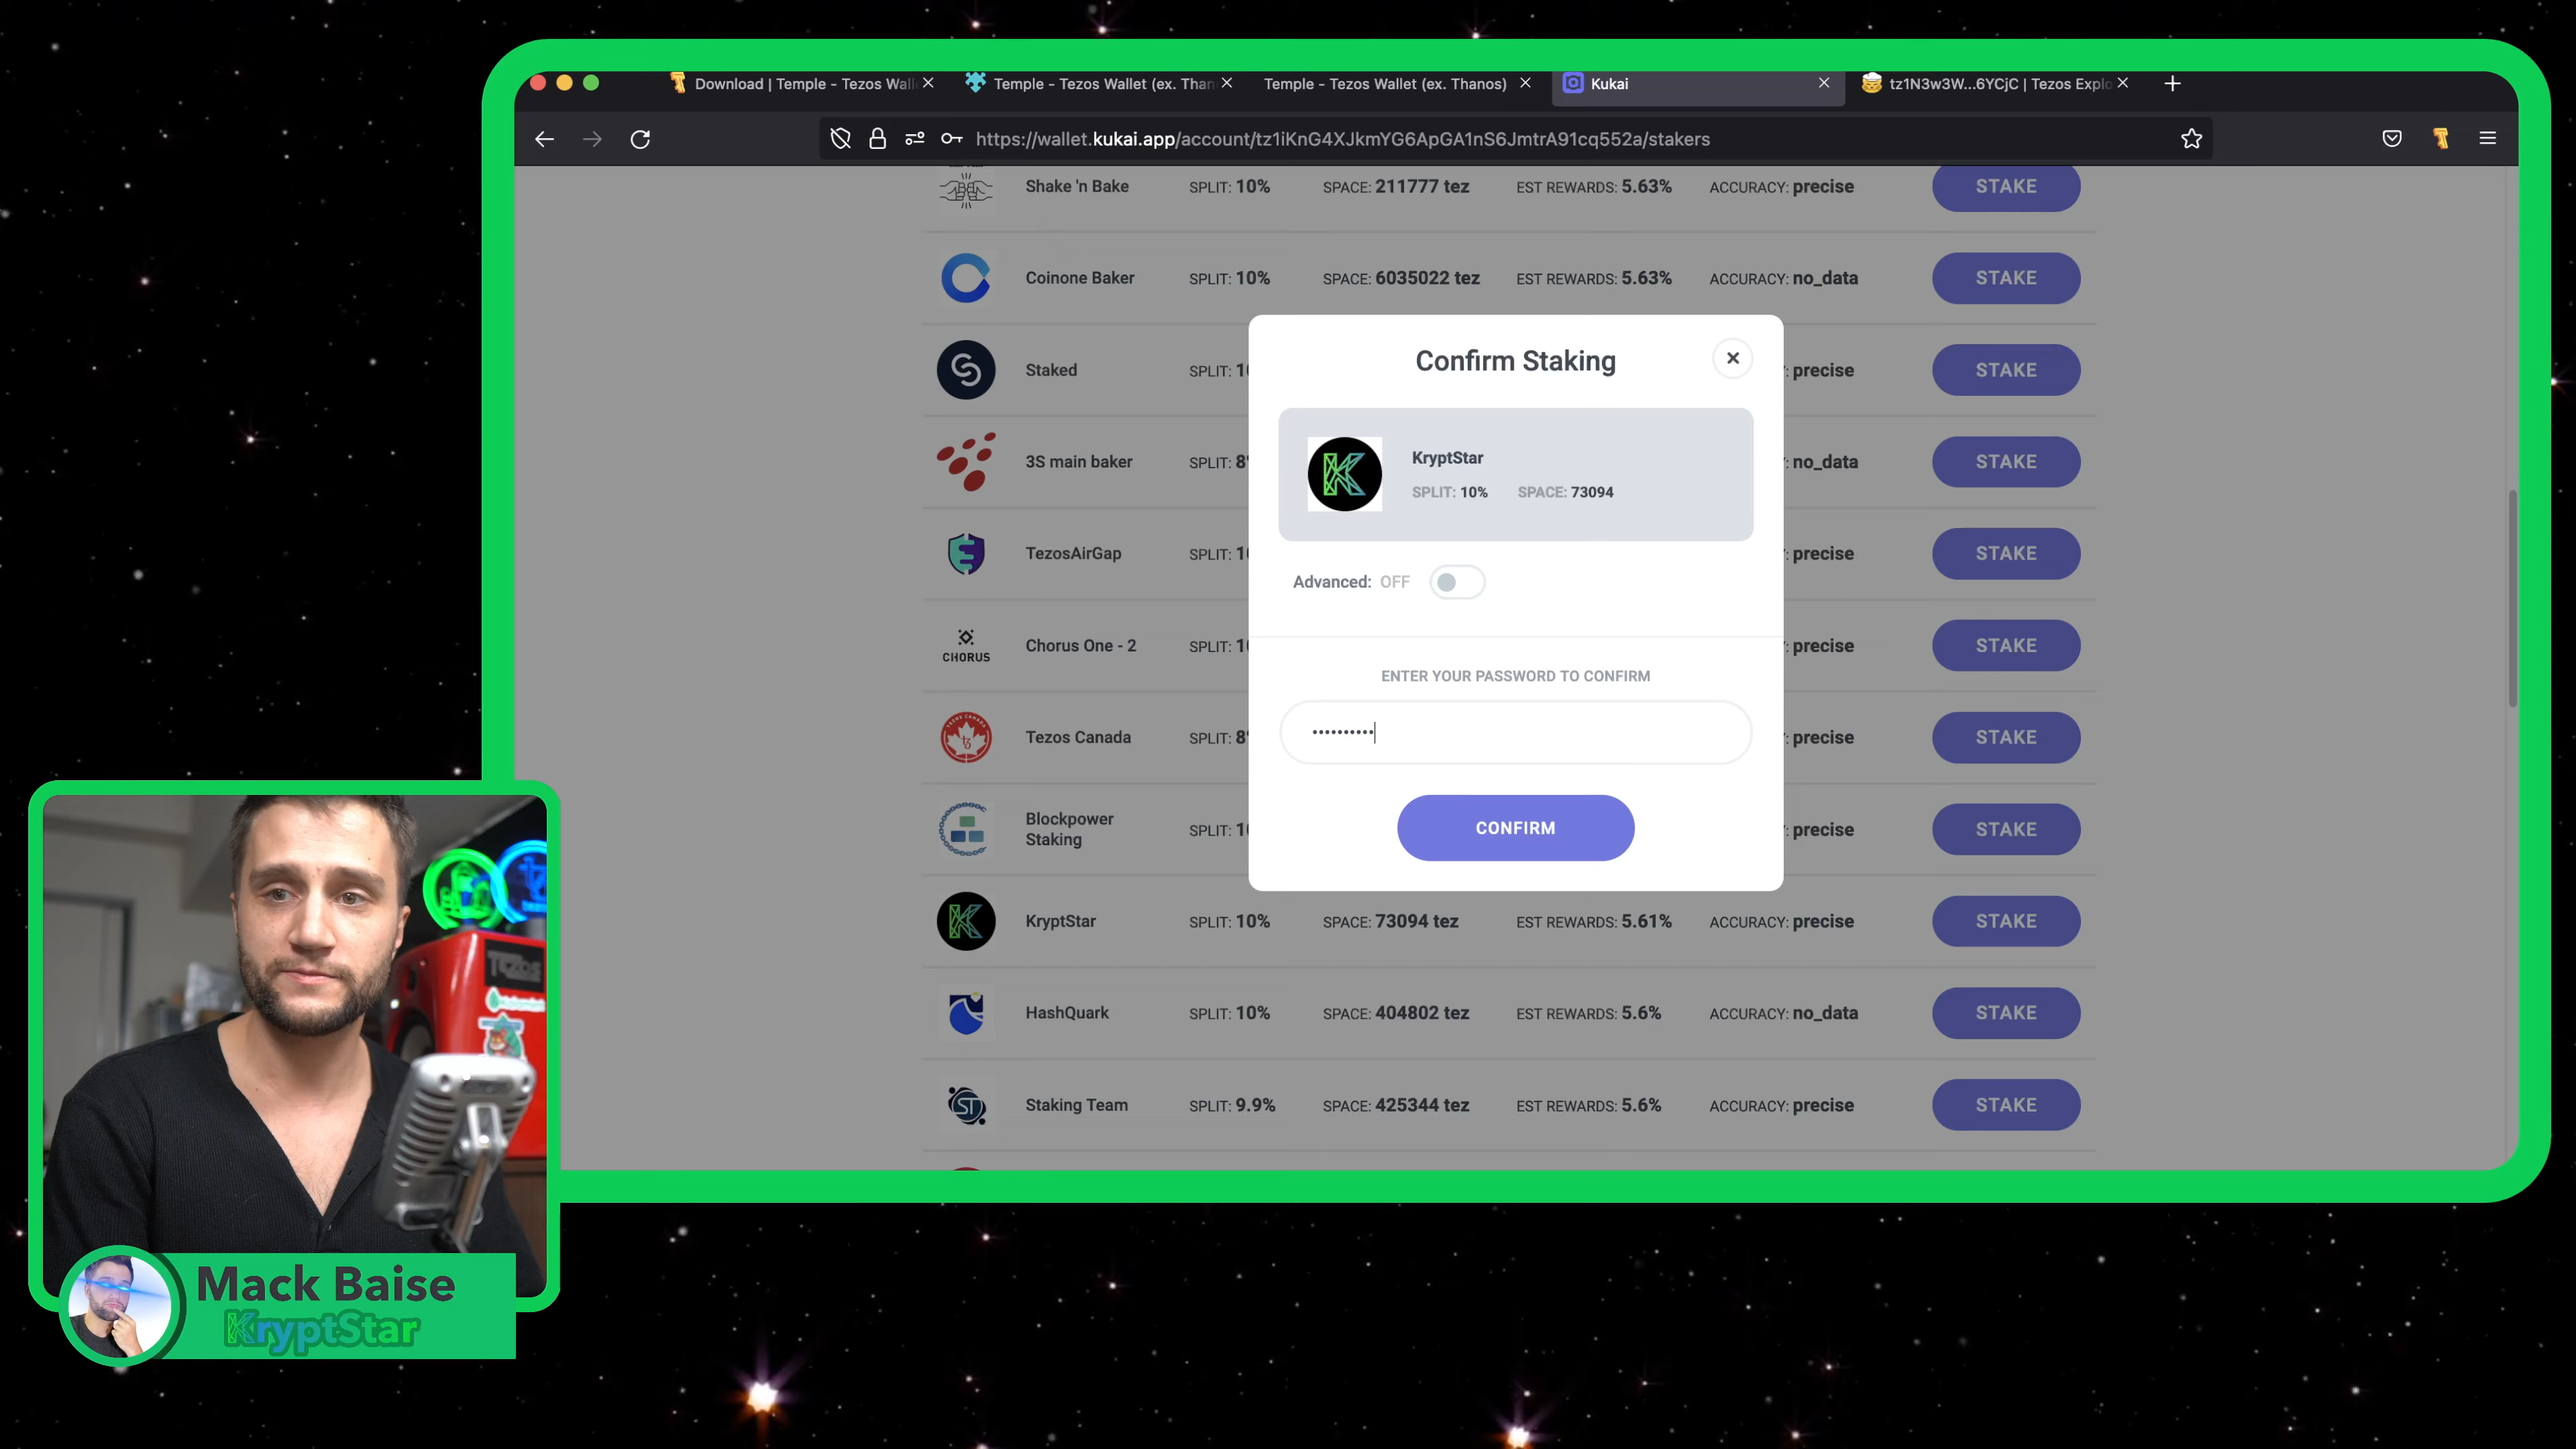 Download | Temple - Tezos Wall
Temple - Tezos Wallet (ex. Than
Temple - Tezos Wallet (ex. Thanos)
Kukai
tz1N3w3W...6YCjC | Tezos Explo
https://wallet.kukai.app/account/tz1iKnG4XJkmYG6ApGA1nS6JmtrA91cq552a/stakers
Shake 'n Bake SPLIT: 10% SPACE: 211777 tez EST REWARDS: 5.63% ACCURACY: precise STAKE
Coinone Baker SPLIT: 10% SPACE: 6035022 tez EST REWARDS: 5.63% ACCURACY: no_data STAKE
Staked SPLIT: precise STAKE
3S main baker SPLIT: 8 no_data STAKE
TezosAirGap SPLIT: precise STAKE
CHORUS
Chorus One - 2 SPLIT: precise STAKE
Tezos Canada SPLIT: 8 precise STAKE
Blockpower
Staking
SPLIT: precise STAKE
Confirm Staking
KryptStar
SPLIT: 10% SPACE: 73094
Advanced: OFF
ENTER YOUR PASSWORD TO CONFIRM
••••••••••
CONFIRM
KryptStar SPLIT: 10% SPACE: 73094 tez EST REWARDS: 5.61% ACCURACY: precise STAKE
HashQuark SPLIT: 10% SPACE: 404802 tez EST REWARDS: 5.6% ACCURACY: no_data STAKE
ST
Staking Team SPLIT: 9.9% SPACE: 425344 tez EST REWARDS: 5.6% ACCURACY: precise STAKE
TEZOS
Mack Baise
KryptStar